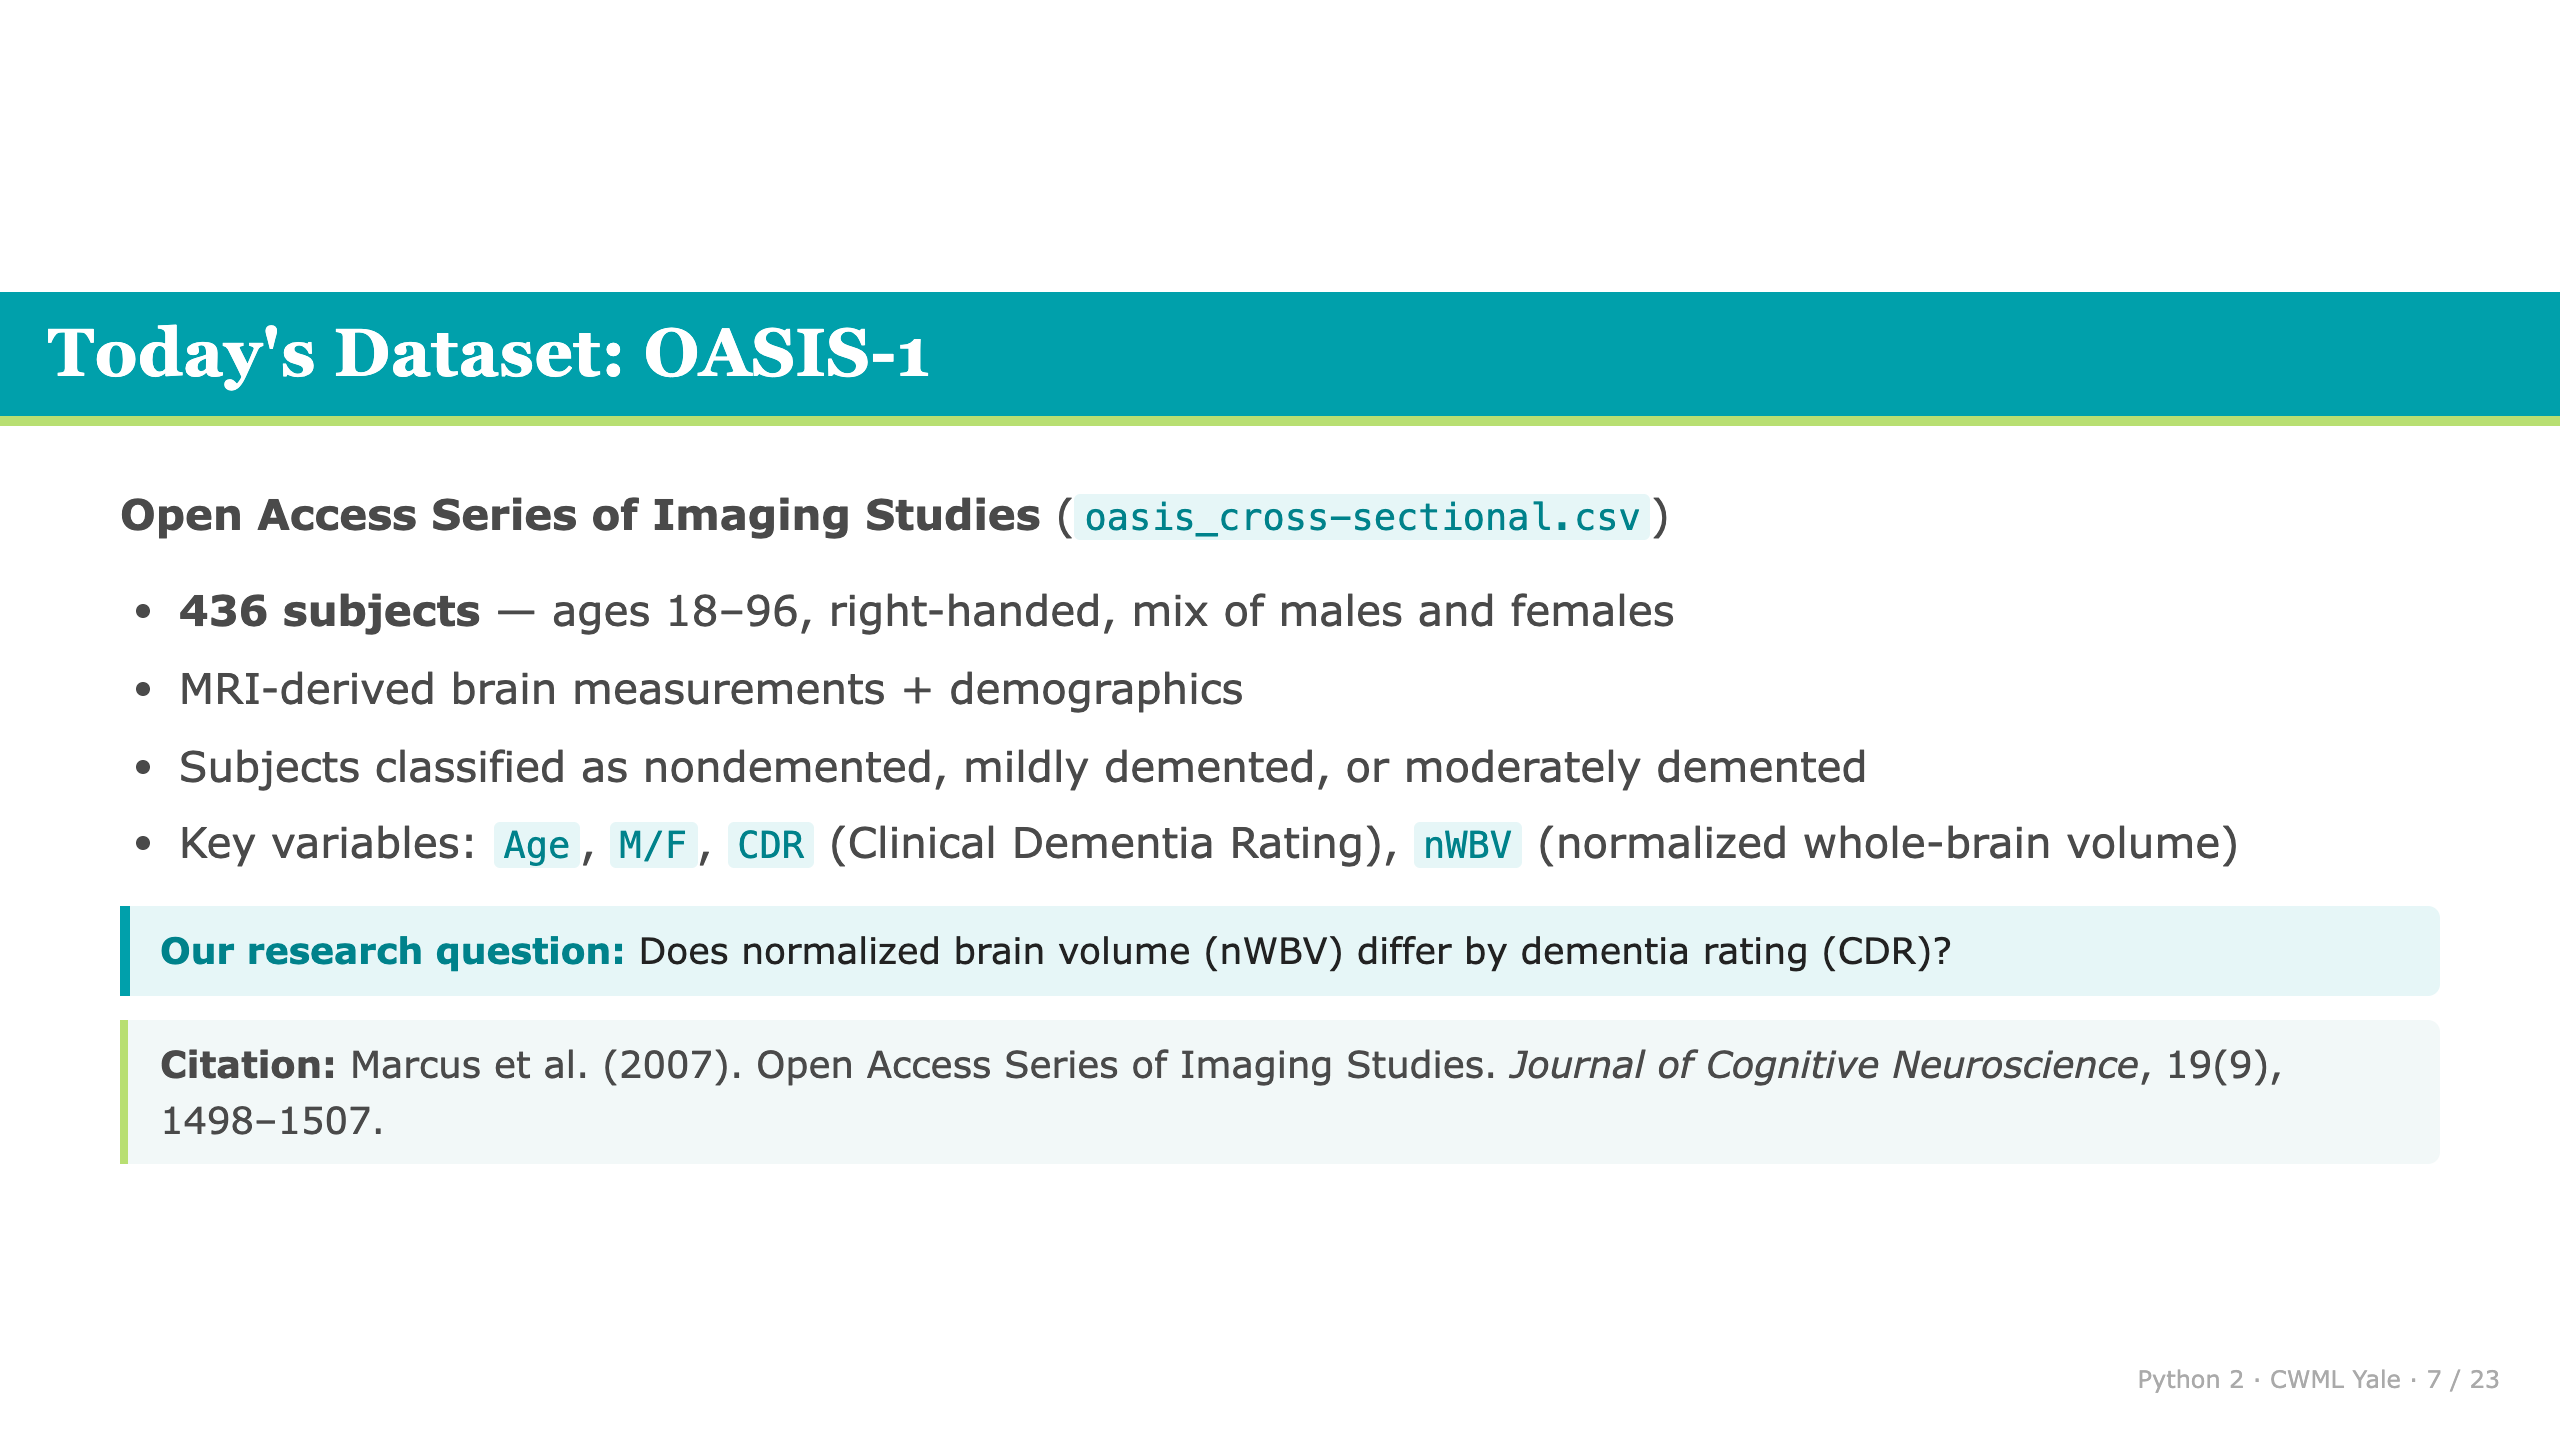 Today's Dataset: OASIS-1
Open Access Series of Imaging Studies (oasis_cross-sectional.csv)
• 436 subjects — ages 18–96, right-handed, mix of males and females
• MRI-derived brain measurements + demographics
• Subjects classified as nondemented, mildly demented, or moderately demented
• Key variables: Age, M/F, CDR (Clinical Dementia Rating), nWBV (normalized whole-brain volume)
Our research question: Does normalized brain volume (nWBV) differ by dementia rating (CDR)?
Citation: Marcus et al. (2007). Open Access Series of Imaging Studies. Journal of Cognitive Neuroscience, 19(9),
1498–1507.
Python 2 · CWML Yale · 7 / 23